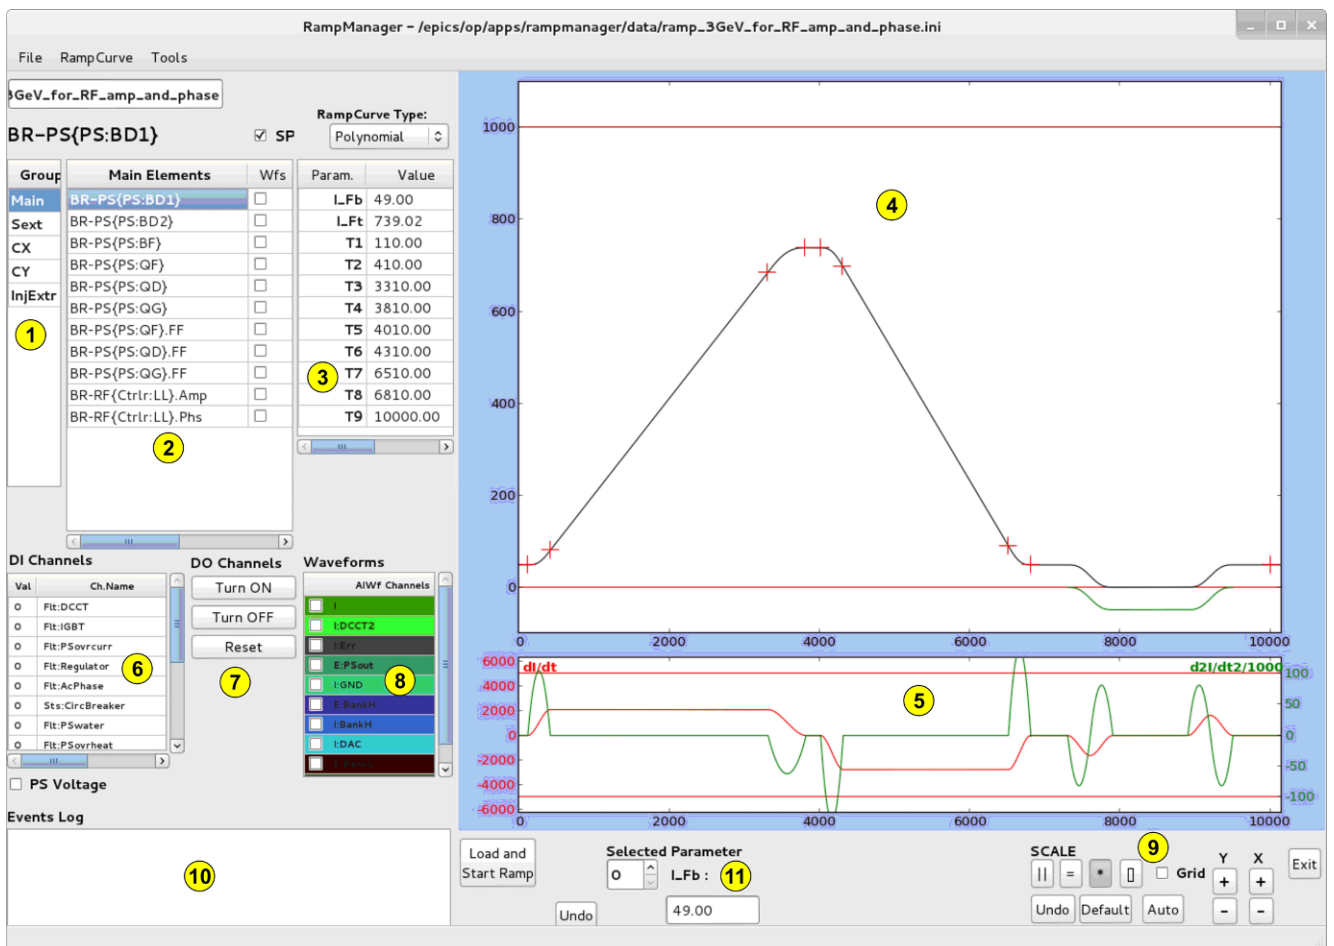 RampManager – /epics/op/apps/rampmanager/data/ramp_3GeV_for_RF_amp_and_phase.ini
File RampCurve Tools
3GeV_for_RF_amp_and_phase
BR-PS{PS:BD1} SP
RampCurve Type:
Polynomial
Group Main Elements Wfs Param. Value
Main BR-PS{PS:BD1} I_Fb 49.00
Sext BR-PS{PS:BD2} I_Ft 739.02
CX BR-PS{PS:BF} T1 110.00
CY BR-PS{PS:QF} T2 410.00
InjExtr BR-PS{PS:QD} T3 3310.00
BR-PS{PS:QG} T4 3810.00
1 BR-PS{PS:QF}.FF T5 4010.00
BR-PS{PS:QD}.FF T6 4310.00
BR-PS{PS:QG}.FF 3 T7 6510.00
BR-RF{Ctrlr:LL}.Amp T8 6810.00
BR-RF{Ctrlr:LL}.Phs T9 10000.00
2
1000
800
600
400
200
0
4
0 2000 4000 6000 8000 10000
dI/dt d2I/dt2/1000
6000
4000
2000
0
-2000
-4000
-6000
5
100
50
0
-50
-100
0 2000 4000 6000 8000 10000
DI Channels
Val Ch.Name
0 Flt:DCCT
0 Flt:IGBT
0 Flt:PSovrcurr
0 Flt:Regulator
0 Flt:AcPhase
0 Sts:CircBreaker
0 Flt:PSwater
0 Flt:PSovrheat
6
PS Voltage
DO Channels
Turn ON
Turn OFF
Reset
7
Waveforms
AIWf Channels
I
I:DCCT2
I:Err
E:PSout
I:GND
E:BankH
I:BankH
I:DAC
E:BankL
8
Events Log
10
Load and
Start Ramp
Selected Parameter
0 I_Fb : 11
Undo 49.00
SCALE 9
|| = * [] Grid
Undo Default Auto
Y X
+ +
- -
Exit